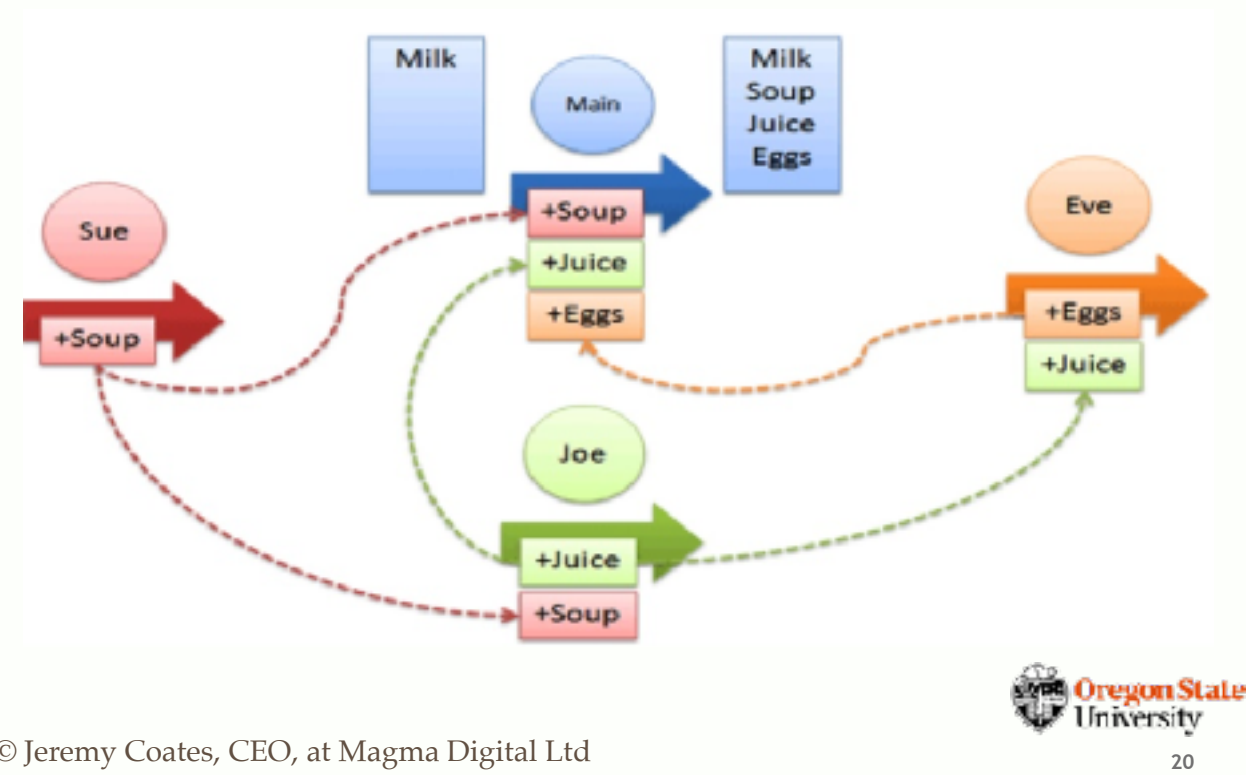 Milk
Main
Milk
Soup
Juice
Eggs
Sue
+Soup
+Soup
+Juice
+Eggs
Eve
+Eggs
+Juice
Joe
+Juice
+Soup
Oregon State
University
© Jeremy Coates, CEO, at Magma Digital Ltd
20